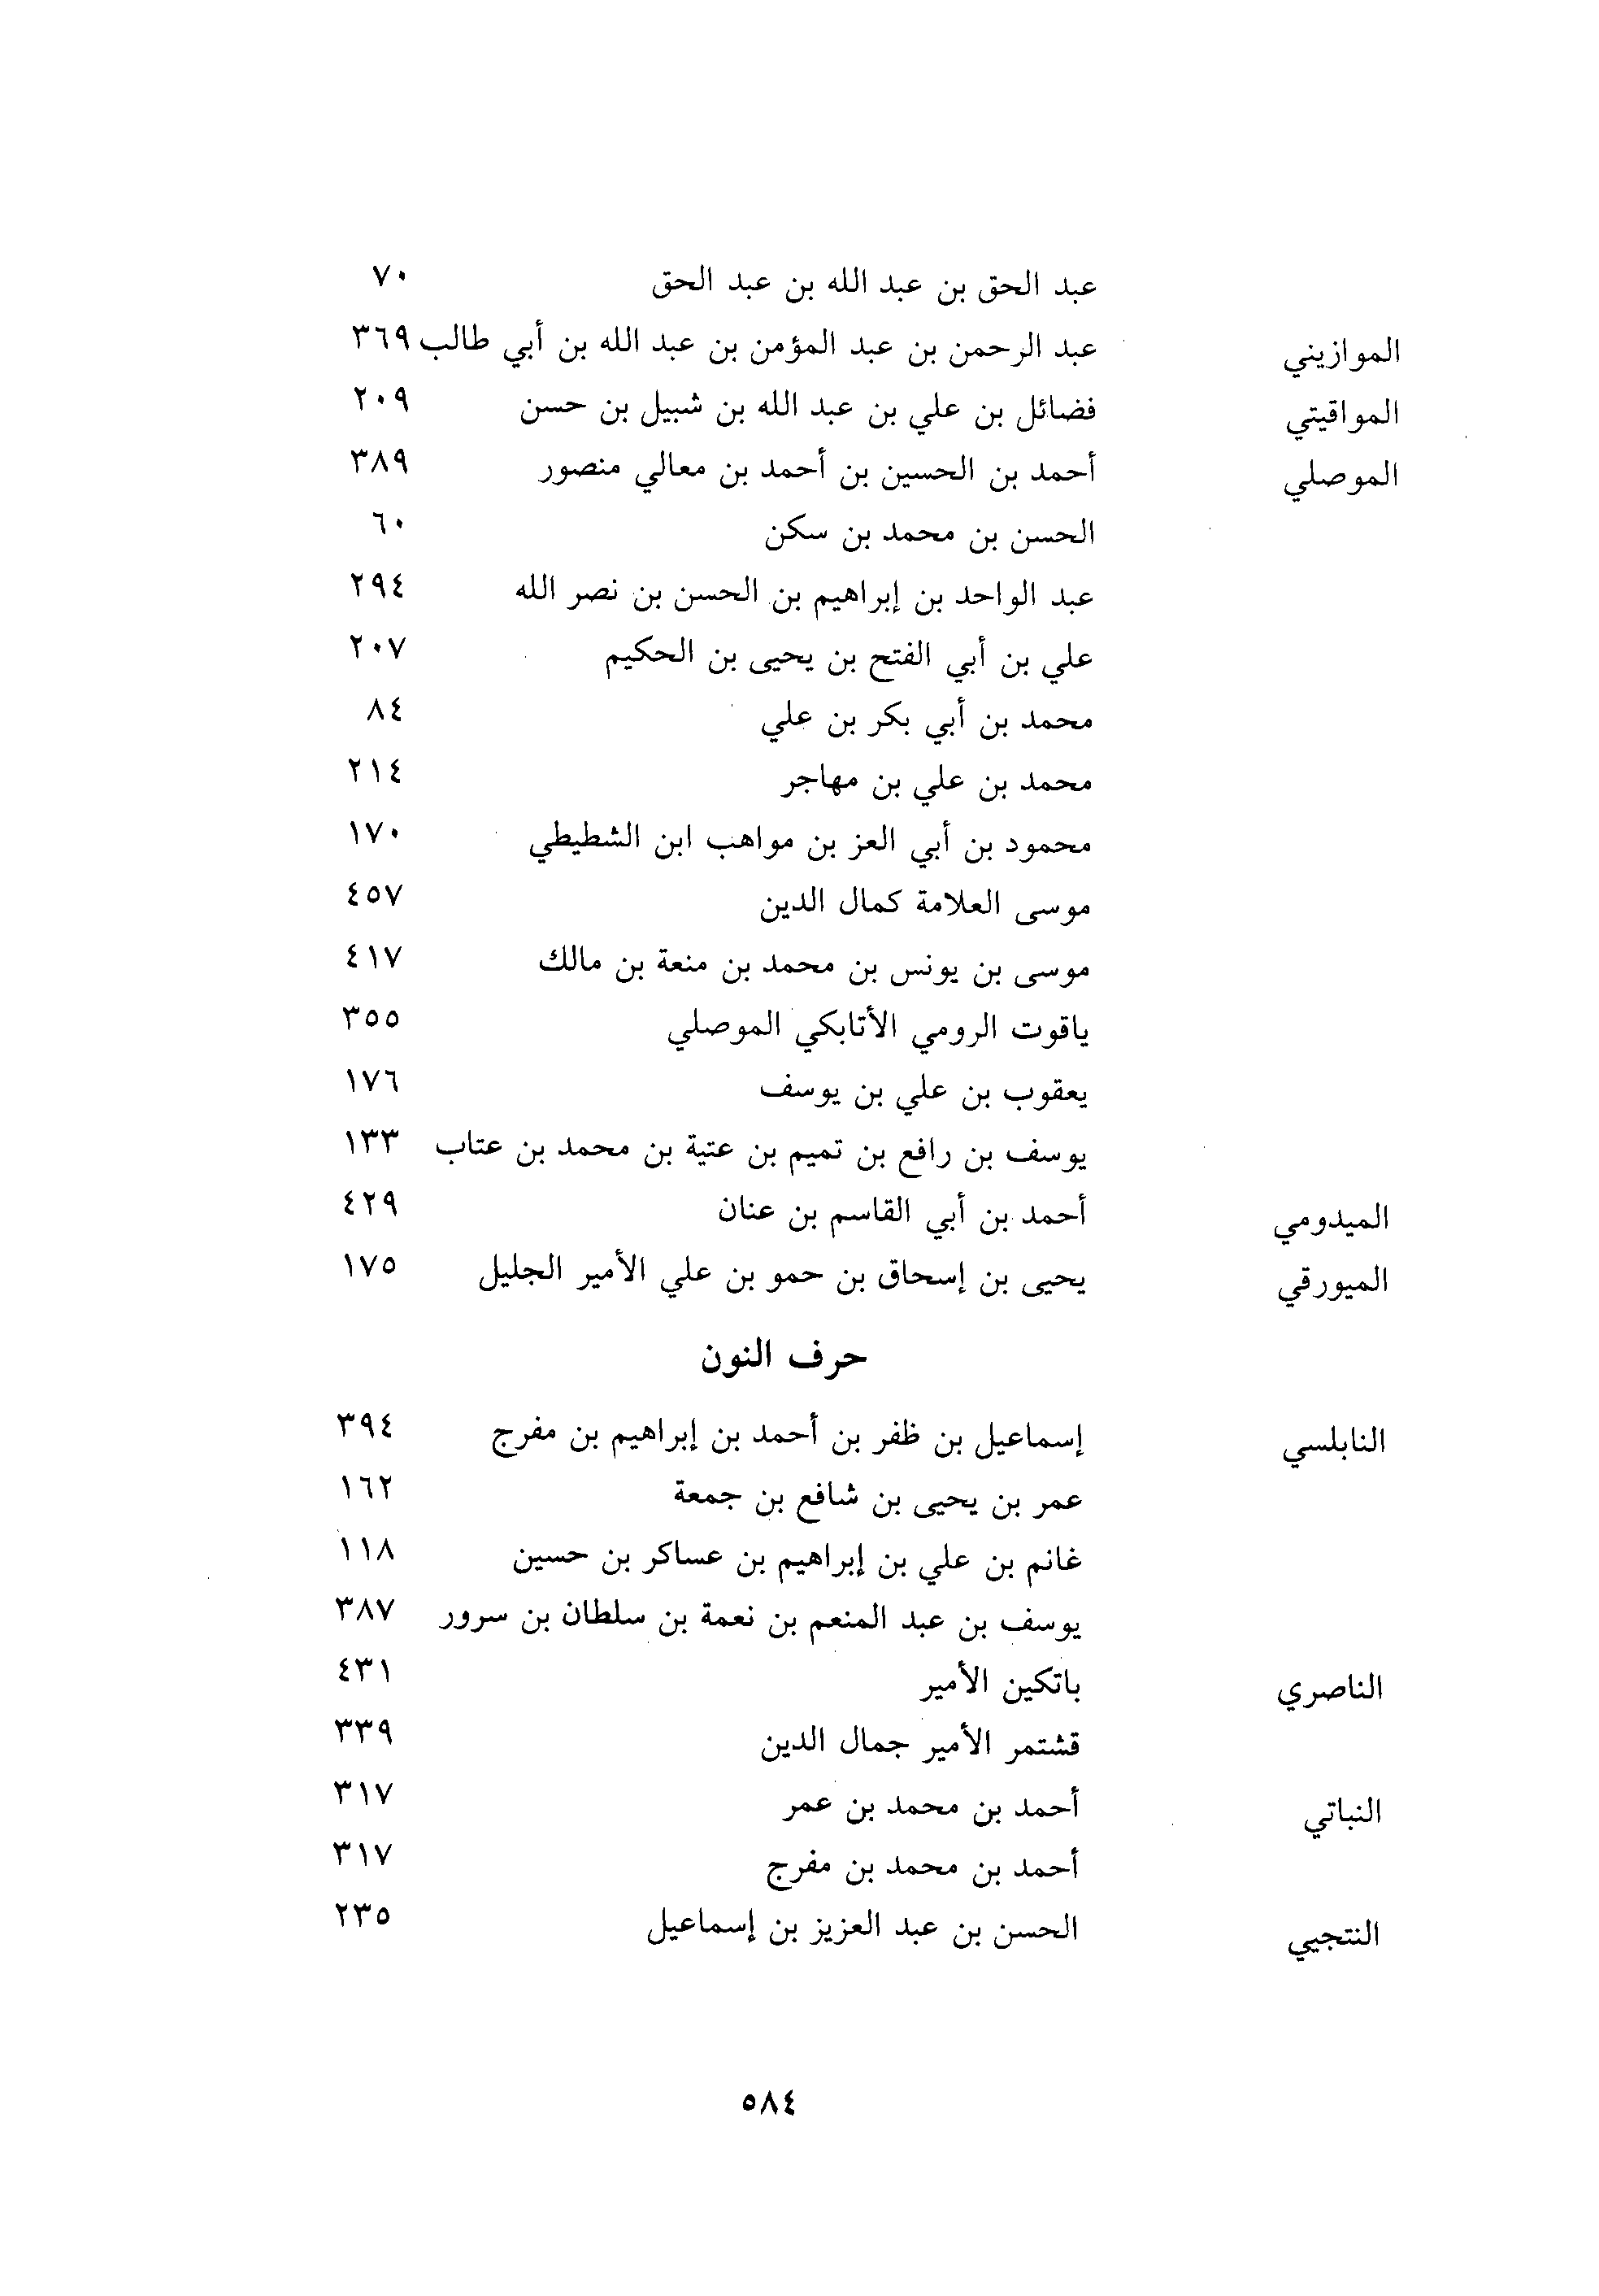 عبد الحق بن عبد الله بن عبد الحق ٧٠
الموازيني عبد الرحمن بن عبد المؤمن بن عبد الله بن أبي طالب ٣٦٩
المواقيتي فضائل بن علي بن عبد الله بن شبيل بن حسن ٢٠٩
الموصلي أحمد بن الحسين بن أحمد بن معالي منصور ٣٨٩
الحسن بن محمد بن سكن ٦٠
عبد الواحد بن إبراهيم بن الحسن بن نصر الله ٢٩٤
علي بن أبي الفتح بن يحيى بن الحكيم ٢٠٧
محمد بن أبي بكر بن علي ٨٤
محمد بن علي بن مهاجر ٢١٤
محمود بن أبي العز بن مواهب ابن الشطيطي ١٧٠
موسى العلامة كمال الدين ٤٥٧
موسى بن يونس بن محمد بن منعة بن مالك ٤١٧
ياقوت الرومي الأتابكي الموصلي ٣٥٥
يعقوب بن علي بن يوسف ١٧٦
يوسف بن رافع بن تميم بن عتية بن محمد بن عتاب ١٣٣
الميدومي أحمد بن أبي القاسم بن عنان ٤٢٩
الميورقي يحيى بن إسحاق بن حمو بن علي الأمير الجليل ١٧٥
حرف النون
النابلسي إسماعيل بن ظفر بن أحمد بن إبراهيم بن مفرج ٣٩٤
عمر بن يحيى بن شافع بن جمعة ١٦٢
غانم بن علي بن إبراهيم بن عساكر بن حسين ١١٨
يوسف بن عبد المنعم بن نعمة بن سلطان بن سرور ٣٨٧
الناصري باتكين الأمير ٤٣١
قشتمر الأمير جمال الدين ٣٣٩
النباتي أحمد بن محمد بن عمر ٣١٧
أحمد بن محمد بن مفرج ٣١٧
النتجيي الحسن بن عبد العزيز بن إسماعيل ٢٣٥
٥٨٤